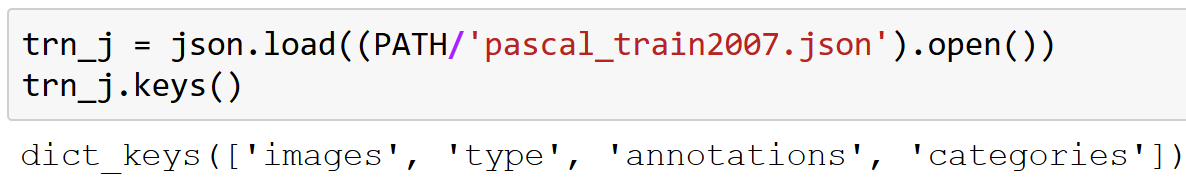 trn_j = json.load((PATH/'pascal_train2007.json').open())
trn_j.keys()
dict_keys(['images', 'type', 'annotations', 'categories'])